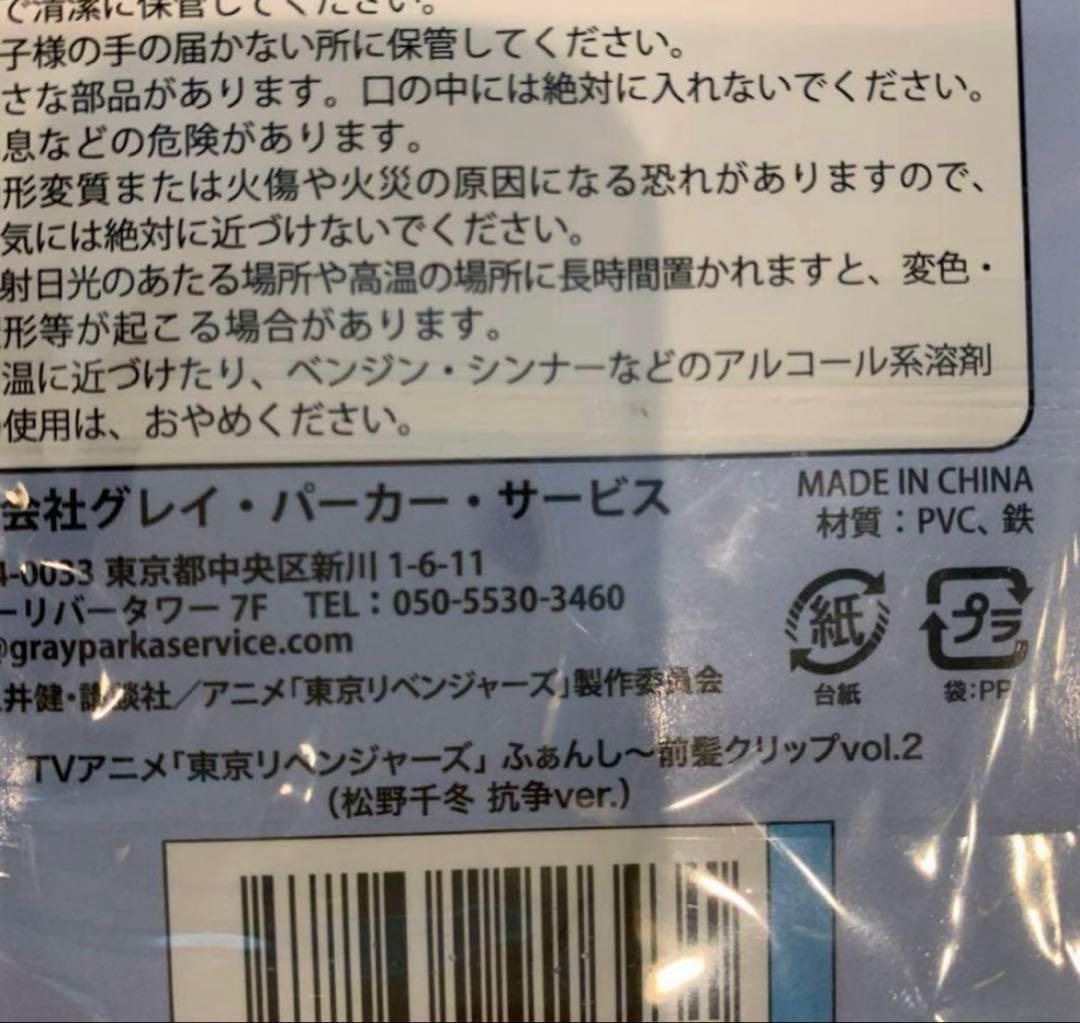 で清潔に保管してください。
子様の手の届かない所に保管してください。
さな部品があります。口の中には絶対に入れないでください。
息などの危険があります。
形変質または火傷や火災の原因になる恐れがありますので、
気には絶対に近づけないでください。
射日光のあたる場所や高温の場所に長時間置かれますと、変色・
形等が起こる場合があります。
温に近づけたり、ベンジン・シンナーなどのアルコール系溶剤
使用は、おやめください。
会社グレイ・パーカー・サービス
MADE IN CHINA
材質：PVC、鉄
4-0033 東京都中央区新川 1-6-11
ーリバータワー 7F TEL：050-5530-3460
@grayparkaservice.com
井健・講談社／アニメ「東京リベンジャーズ」製作委員会
紙
台紙
プラ
袋：PP
TVアニメ「東京リベンジャーズ」 ふぁんし〜前髪クリップvol.2
(松野千冬 抗争ver.)